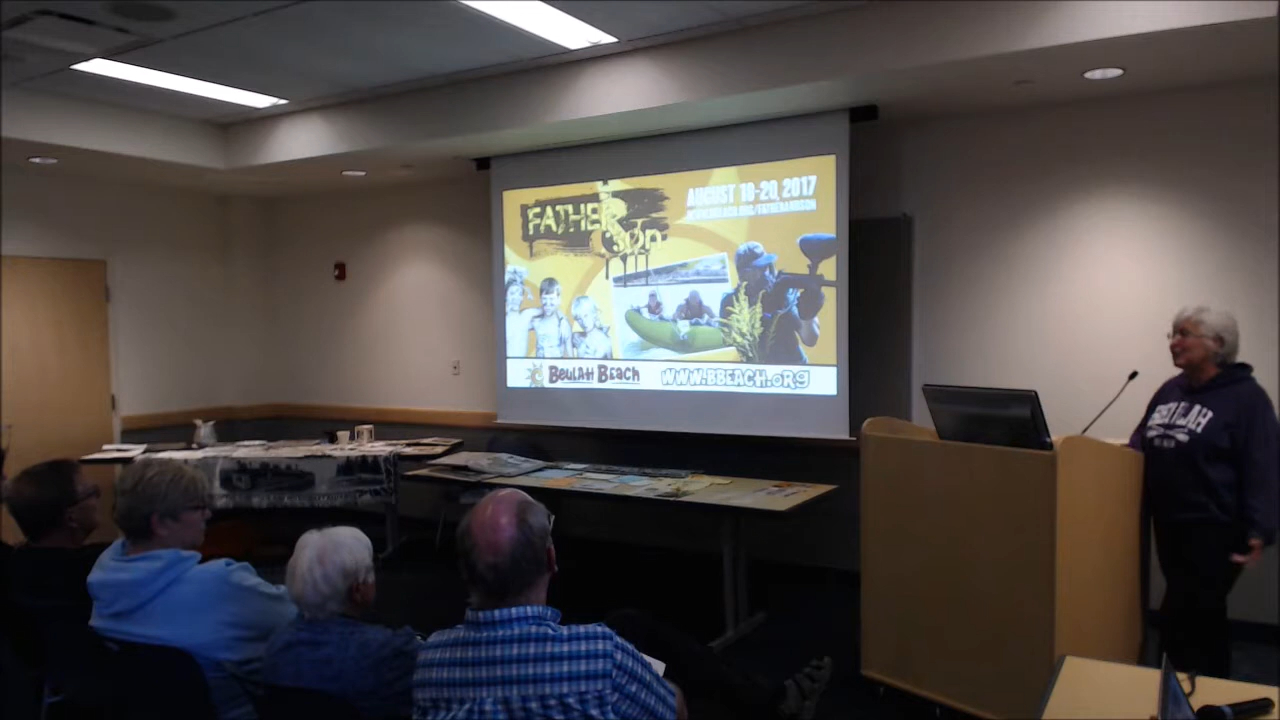 AUGUST 18-20, 2017
FATHER
SON
BEULAH BEACH
WWW.BBEACH.ORG
BEULAH